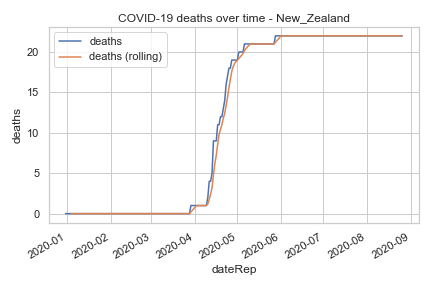 COVID-19 deaths over time - New_Zealand
deaths
deaths (rolling)
deaths
20
15
10
5
0
2020-01
2020-02
2020-03
2020-04
2020-05
2020-06
2020-07
2020-08
2020-09
dateRep